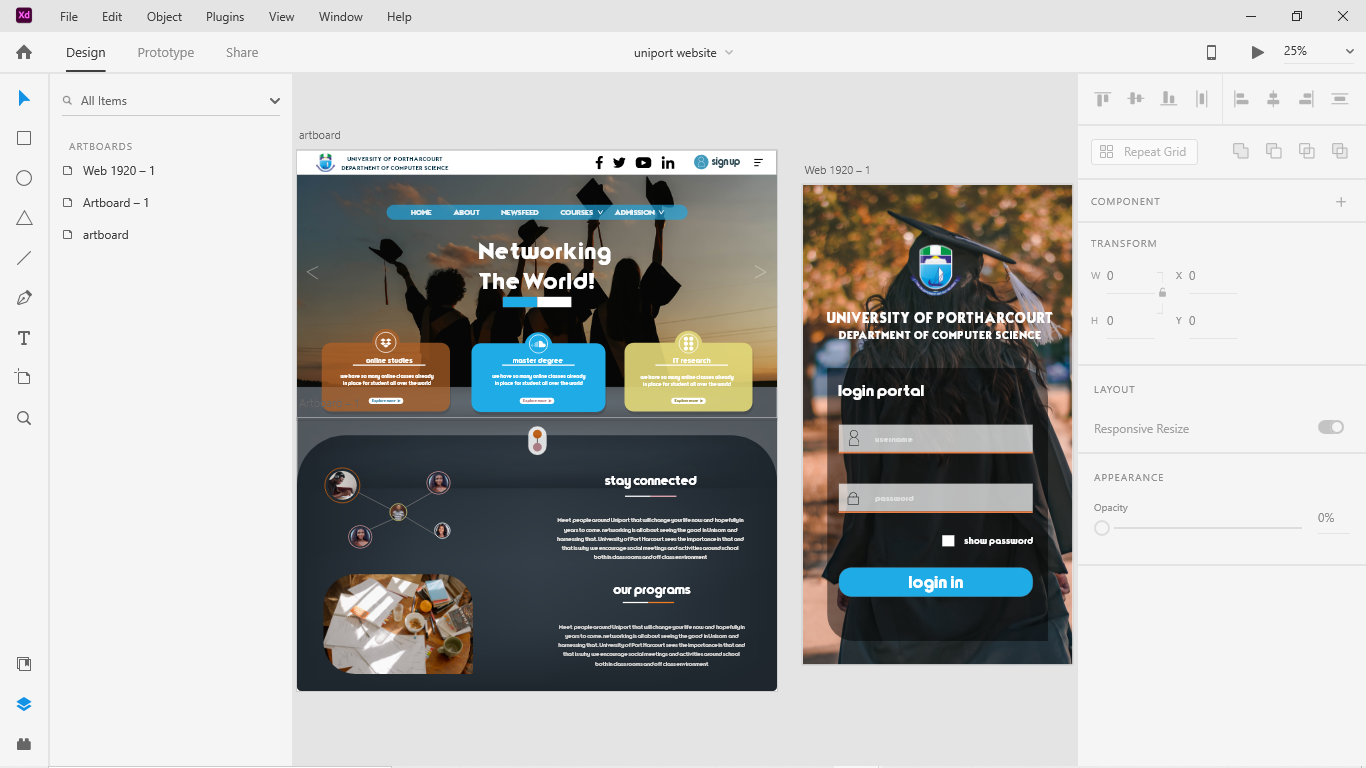 Xd
File Edit Object Plugins View Window Help
Design Prototype Share
uniport website
25%
All Items
ARTBOARDS
Web 1920 – 1
Artboard – 1
artboard
artboard
UNIVERSITY OF PORTHARCOURT
DEPARTMENT OF COMPUTER SCIENCE
sign up
HOME ABOUT NEWSFEED COURSES ADMISSION
Networking
The World!
online studies
we have so many online classes already
in place for student all over the world
Explore more
master degree
we have so many online classes already
in place for student all over the world
Explore more
IT research
we have so many online classes already
in place for student all over the world
Explore more
stay connected
Meet people around Uniport that will change your life now and hopefully in
years to come. networking is all about seeing the good in Unism and
harnessing that. University of Port Harcourt sees the importance in that and
that is why we encourage social meetings and activities around school
both in class rooms and off class environment
our programs
Meet people around Uniport that will change your life now and hopefully in
years to come. networking is all about seeing the good in Unism and
harnessing that. University of Port Harcourt sees the importance in that and
that is why we encourage social meetings and activities around school
both in class rooms and off class environment
Web 1920 – 1
UNIVERSITY OF PORTHARCOURT
DEPARTMENT OF COMPUTER SCIENCE
login portal
username
password
show password
login in
Repeat Grid
COMPONENT
TRANSFORM
W 0 X 0
H 0 Y 0
LAYOUT
Responsive Resize
APPEARANCE
Opacity
0%